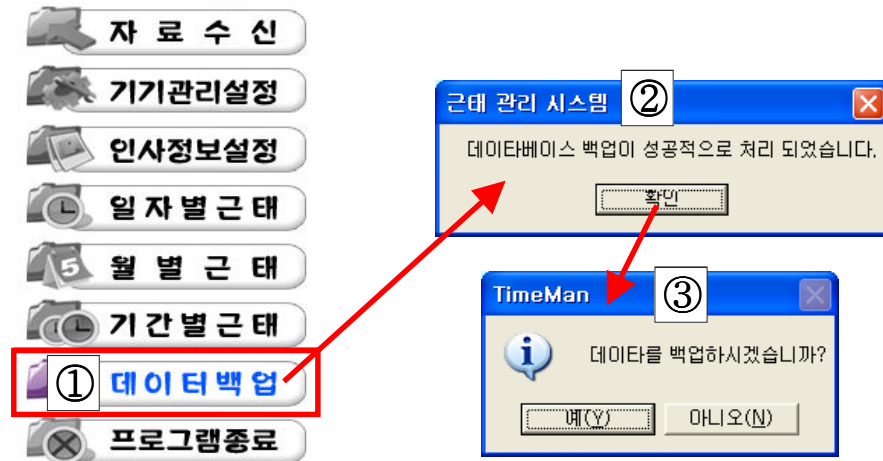 자 료 수 신
기기관리설정
인사정보설정
일자별근태
5
월 별 근 태
기간별근태
① 데이터백업
프로그램종료
근태 관리 시스템 ②
데이타베이스 백업이 성공적으로 처리 되었습니다.
확인
TimeMan ③
데이타를 백업하시겠습니까?
예(Y) 아니오(N)